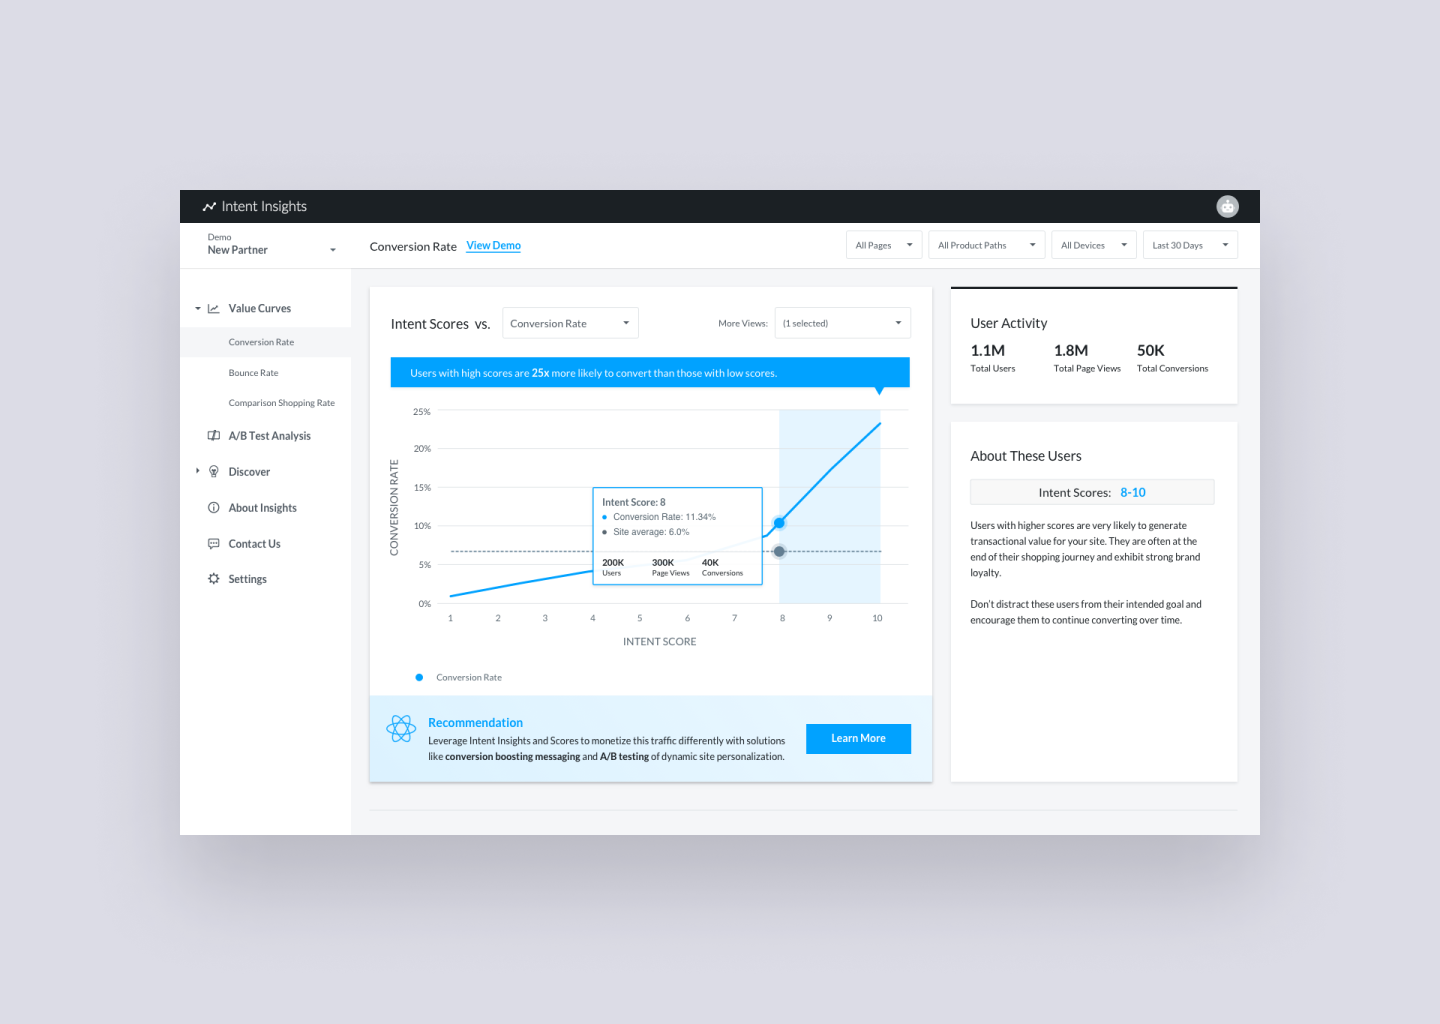 Intent Insights
Demo
New Partner
Conversion Rate View Demo
All Pages All Product Paths All Devices Last 30 Days
Value Curves
Conversion Rate
Bounce Rate
Comparison Shopping Rate
A/B Test Analysis
Discover
About Insights
Contact Us
Settings
Intent Scores vs. Conversion Rate More Views: (1 selected)
Users with high scores are 25x more likely to convert than those with low scores.
CONVERSION RATE
25%
20%
15%
10%
5%
0%
Intent Score: 8
Conversion Rate: 11.34%
Site average: 6.0%
200K 300K 40K
Users Page Views Conversions
1 2 3 4 5 6 7 8 9 10
INTENT SCORE
Conversion Rate
Recommendation
Leverage Intent Insights and Scores to monetize this traffic differently with solutions
like conversion boosting messaging and A/B testing of dynamic site personalization.
Learn More
User Activity
1.1M 1.8M 50K
Total Users Total Page Views Total Conversions
About These Users
Intent Scores: 8-10
Users with higher scores are very likely to generate
transactional value for your site. They are often at the
end of their shopping journey and exhibit strong brand
loyalty.
Don't distract these users from their intended goal and
encourage them to continue converting over time.